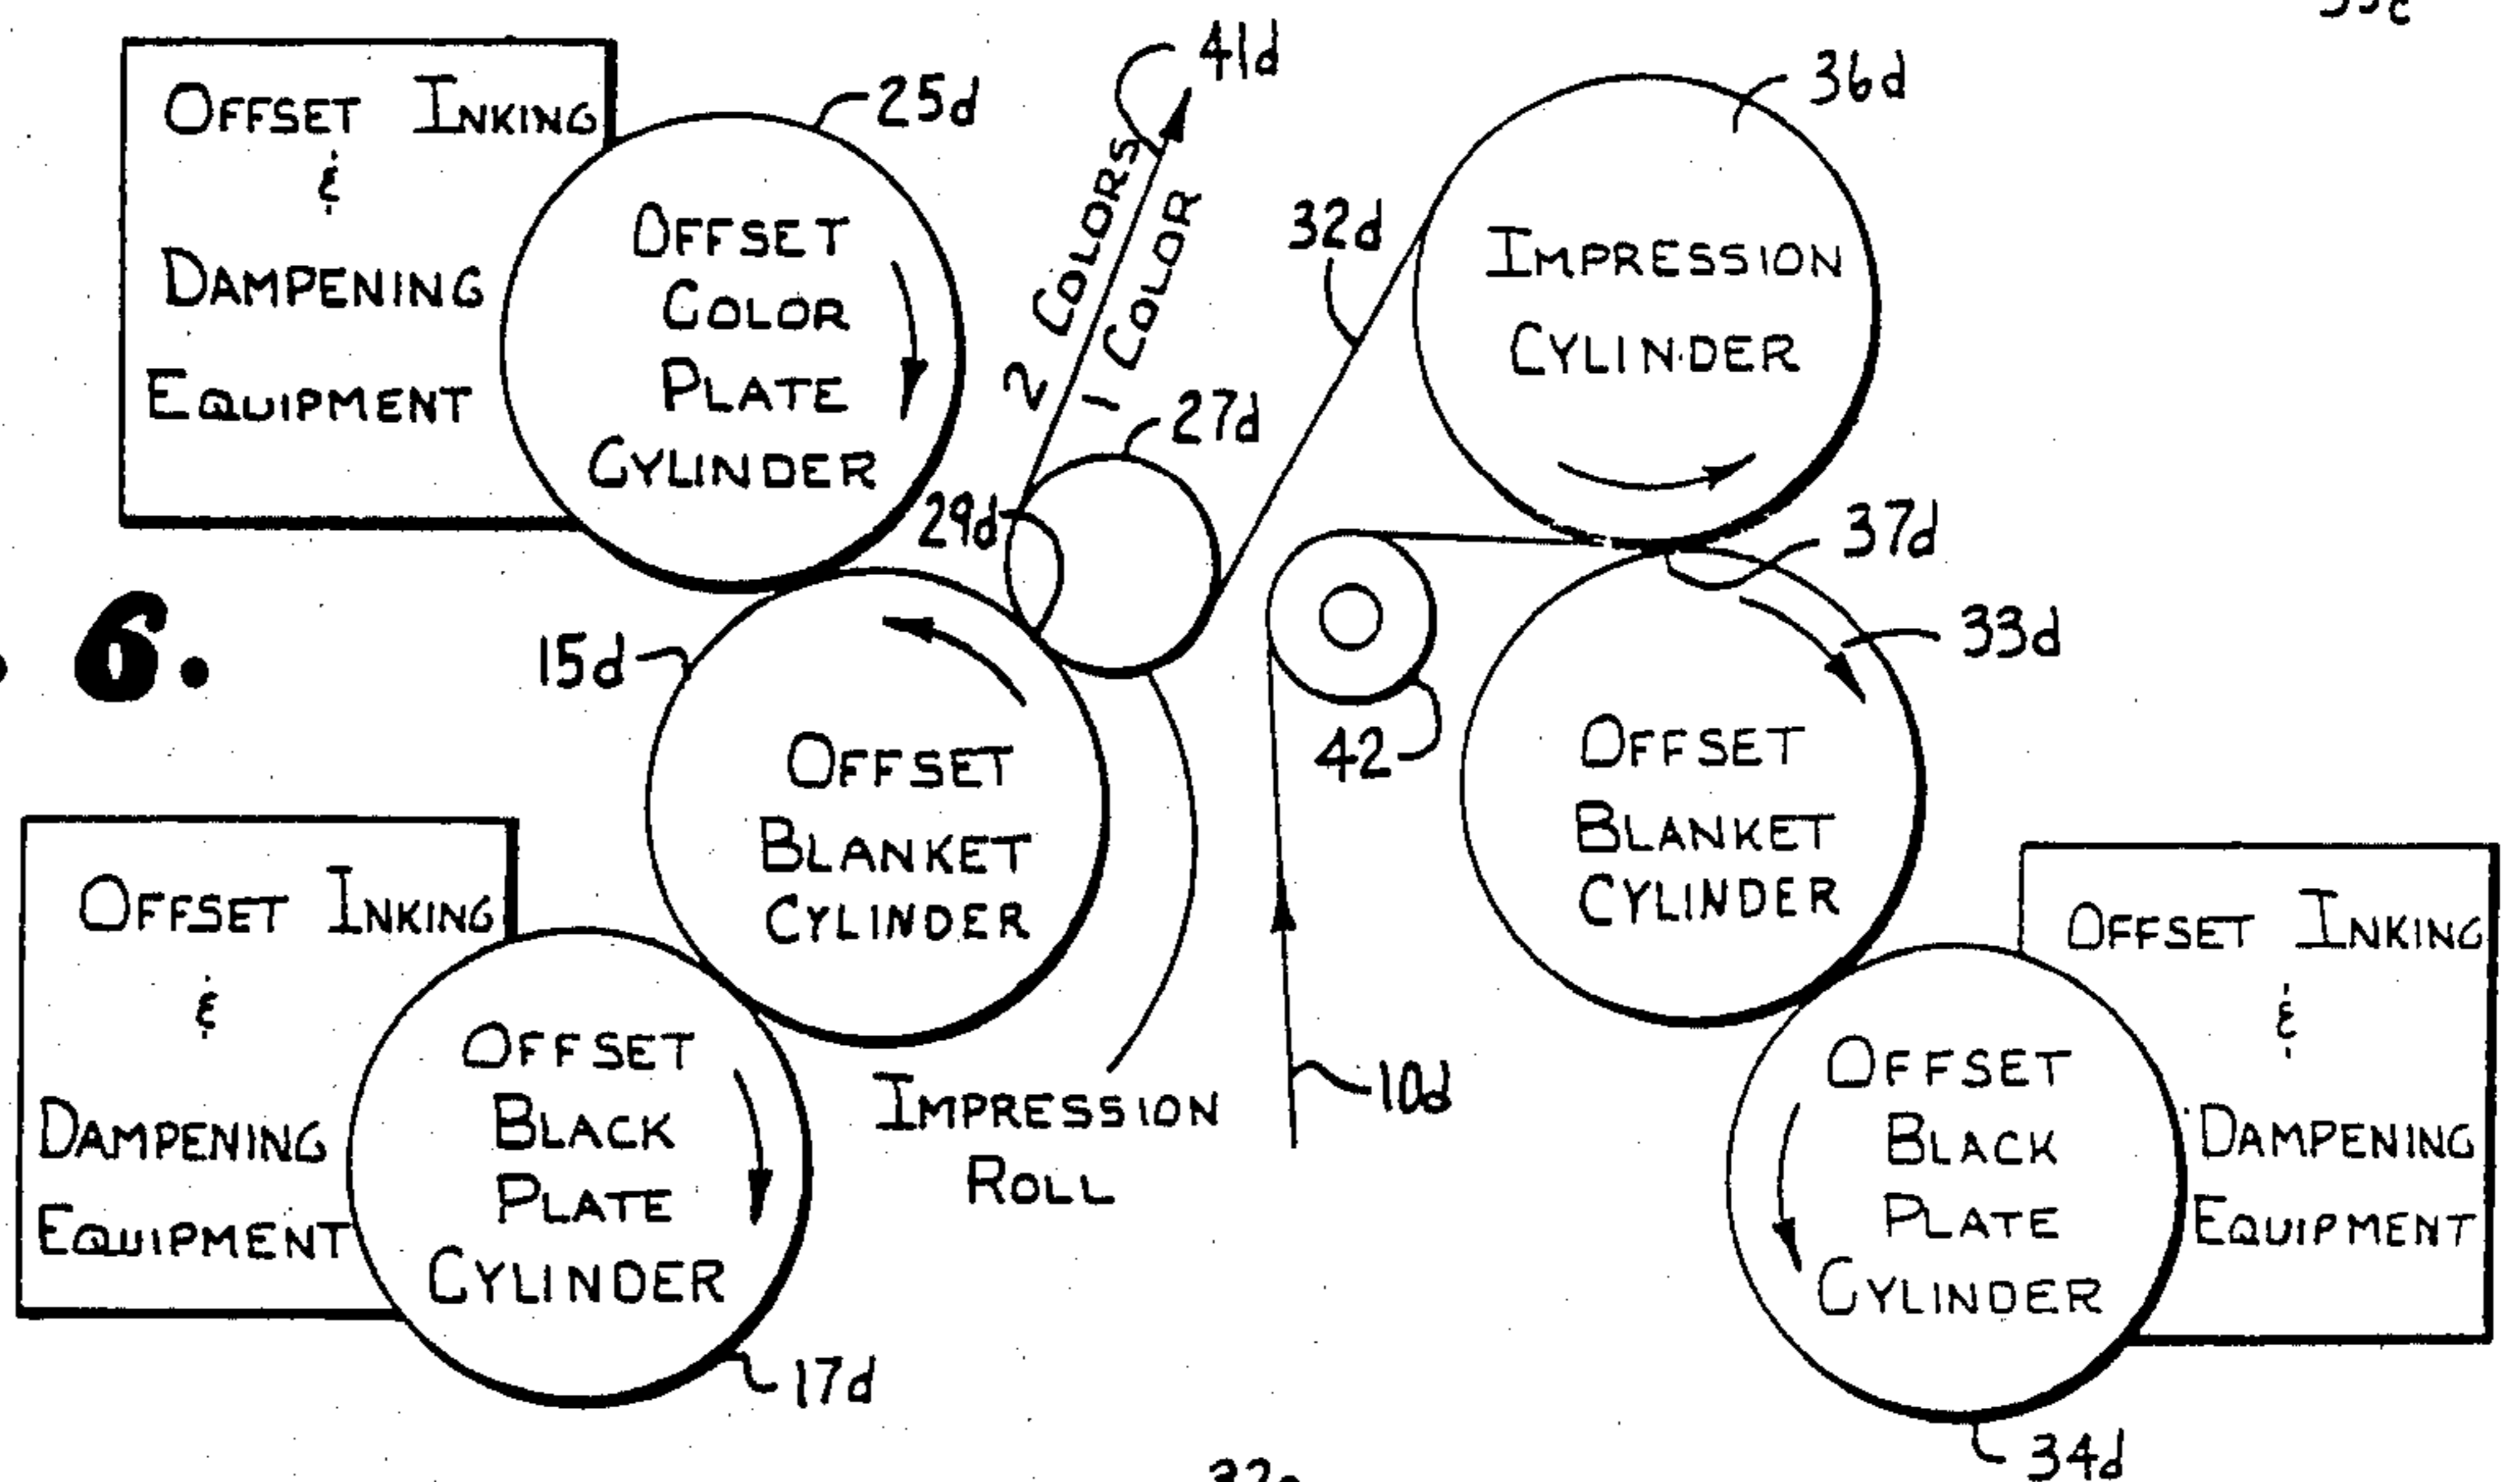 41d
36d
OFFSET INKING
&
DAMPENING
EQUIPMENT
25d
OFFSET
COLOR
PLATE
CYLINDER
2 COLORS
1 COLOR
32d
IMPRESSION
CYLINDER
27d
29d
37d
6.
15d
33d
42
OFFSET
BLANKET
CYLINDER
OFFSET
BLANKET
CYLINDER
OFFSET INKING
&
DAMPENING
EQUIPMENT
OFFSET
BLACK
PLATE
CYLINDER
IMPRESSION
ROLL
10d
OFFSET INKING
&
DAMPENING
EQUIPMENT
OFFSET
BLACK
PLATE
CYLINDER
17d
34d